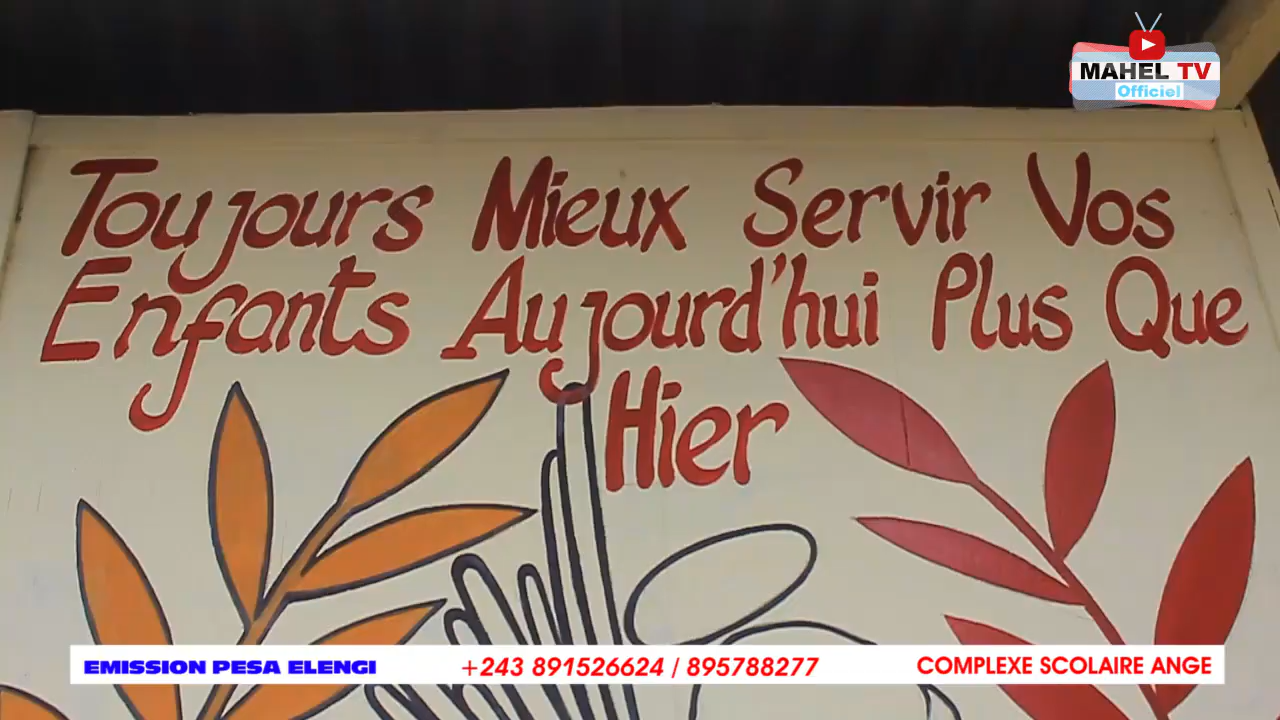 MAHEL TV
Officiel
Toujours Mieux Servir Vos
Enfants Aujourd'hui Plus Que
Hier
EMISSION PESA ELENGI +243 891526624 / 895788277 COMPLEXE SCOLAIRE ANGE